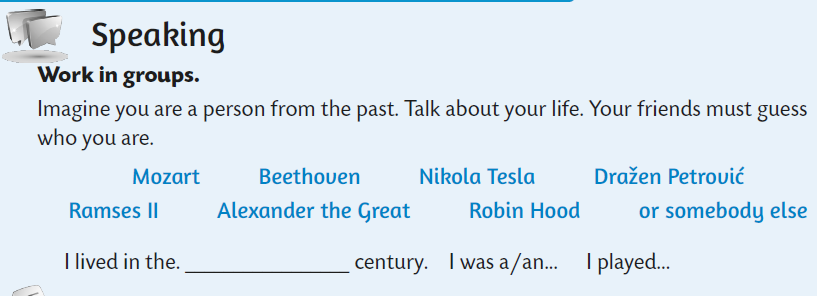 Speaking
Work in groups.
Imagine you are a person from the past. Talk about your life. Your friends must guess
who you are.
Mozart Beethoven Nikola Tesla Dražen Petrović
Ramses II Alexander the Great Robin Hood or somebody else
I lived in the. _______________ century. I was a/an... I played...